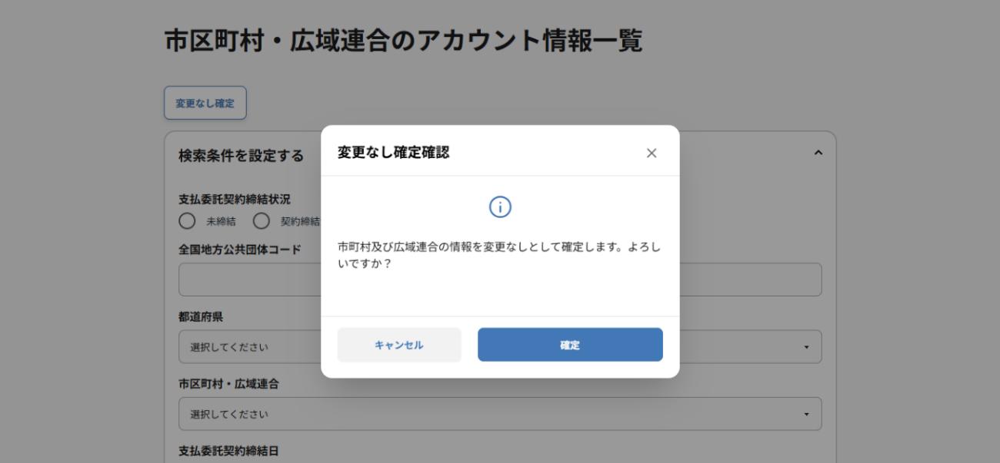 市区町村・広域連合のアカウント情報一覧
変更なし確定
検索条件を設定する
支払委託契約締結状況
未締結 契約締結
全国地方公共団体コード
都道府県
選択してください
市区町村・広域連合
選択してください
支払委託契約締結日
変更なし確定確認
市町村及び広域連合の情報を変更なしとして確定します。よろし
いですか？
キャンセル 確定